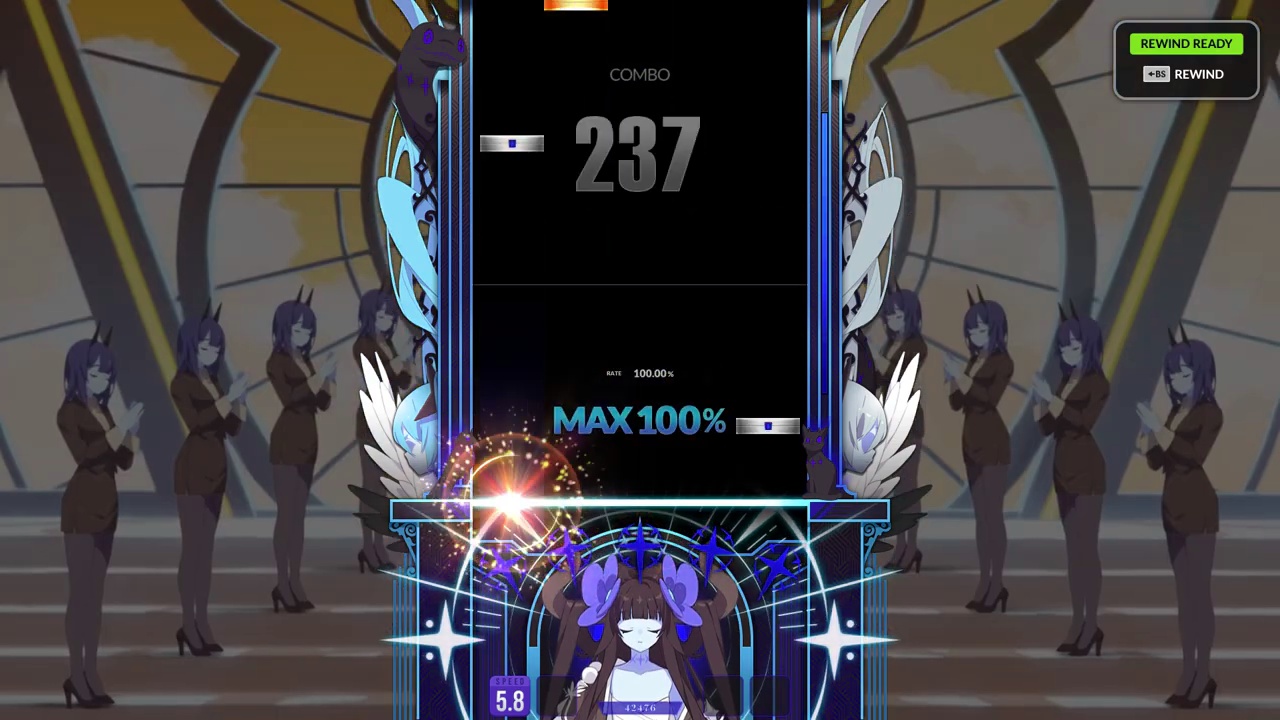 REWIND READY
←BS REWIND
COMBO
237
RATE 100.00%
MAX 100%
SPEED
5.8
42476